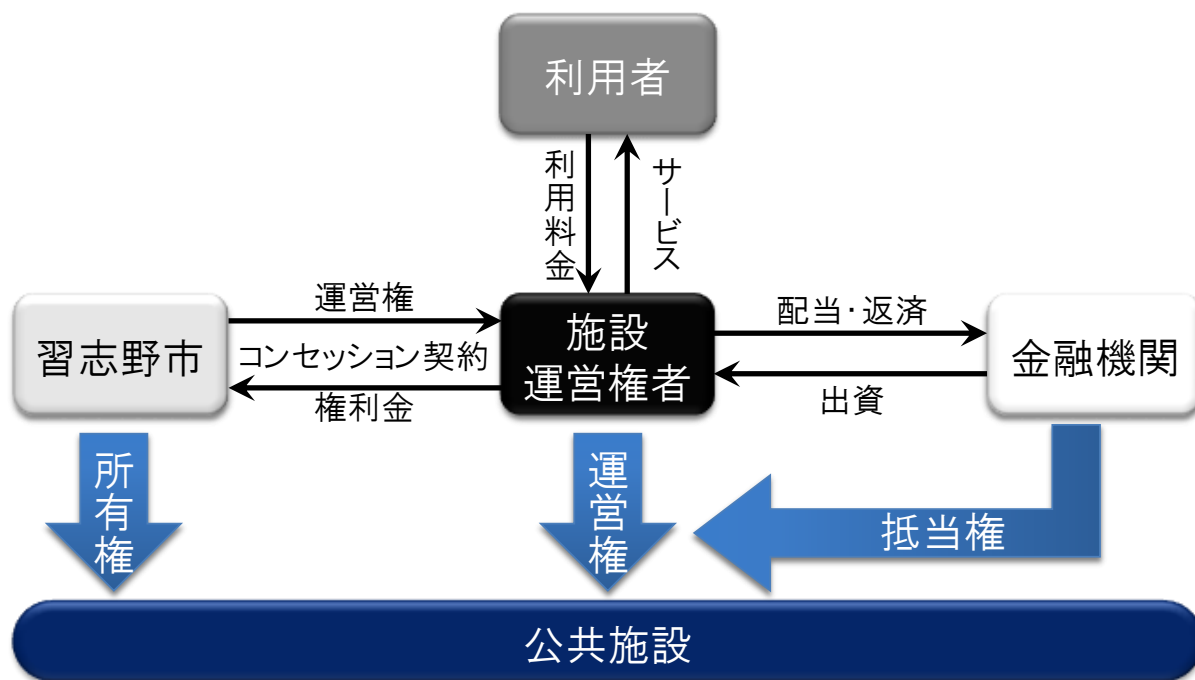 利用者
利用料金
サービス
運営権
コンセッション契約
権利金
習志野市
施設
運営権者
配当・返済
出資
金融機関
所有権
運営権
抵当権
公共施設